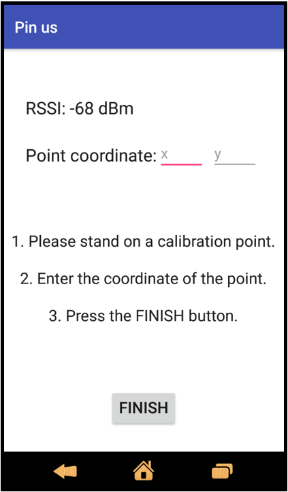 Pin us
RSSI: -68 dBm
Point coordinate: x y
1. Please stand on a calibration point.
2. Enter the coordinate of the point.
3. Press the FINISH button.
FINISH